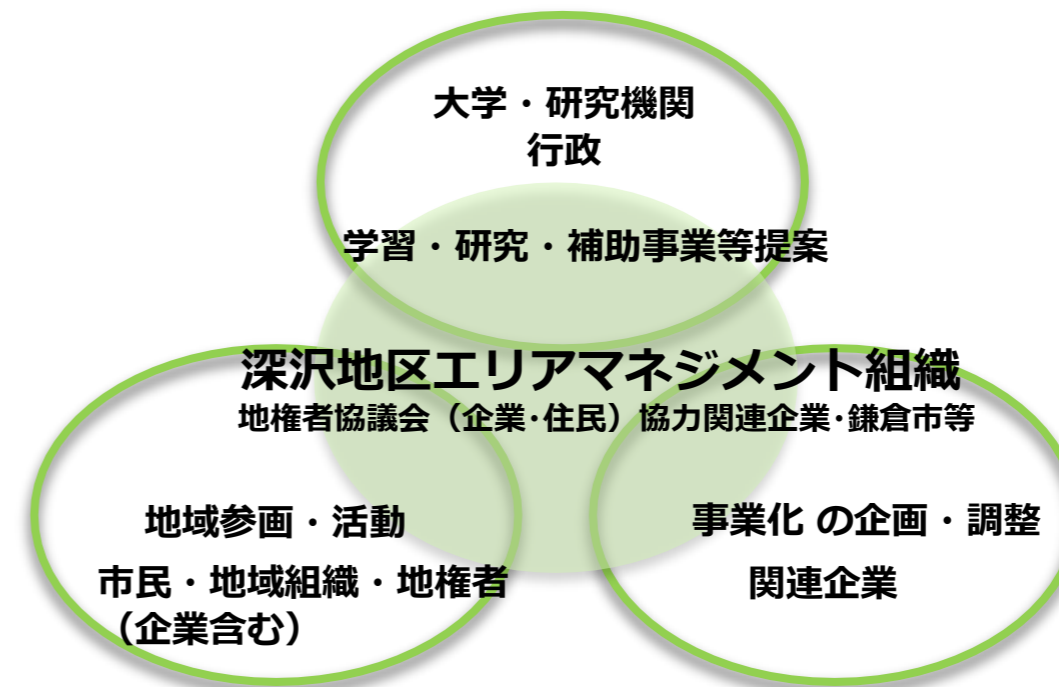 大学・研究機関
行政
学習・研究・補助事業等提案
深沢地区エリアマネジメント組織
地権者協議会（企業･住民）協力関連企業･鎌倉市等
地域参画・活動
市民・地域組織・地権者
（企業含む）
事業化 の企画・調整
関連企業